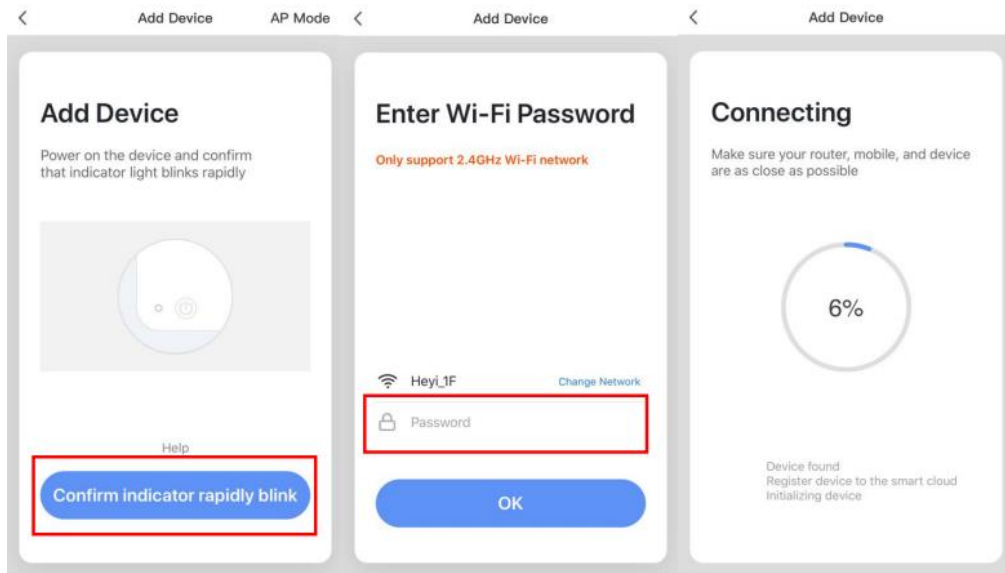 Add Device
AP Mode
Add Device
Power on the device and confirm
that indicator light blinks rapidly
Help
Confirm indicator rapidly blink
Add Device
Enter Wi-Fi Password
Only support 2.4GHz Wi-Fi network
Heyi_1F
Change Network
Password
OK
Add Device
Connecting
Make sure your router, mobile, and device
are as close as possible
6%
Device found
Register device to the smart cloud
Initializing device